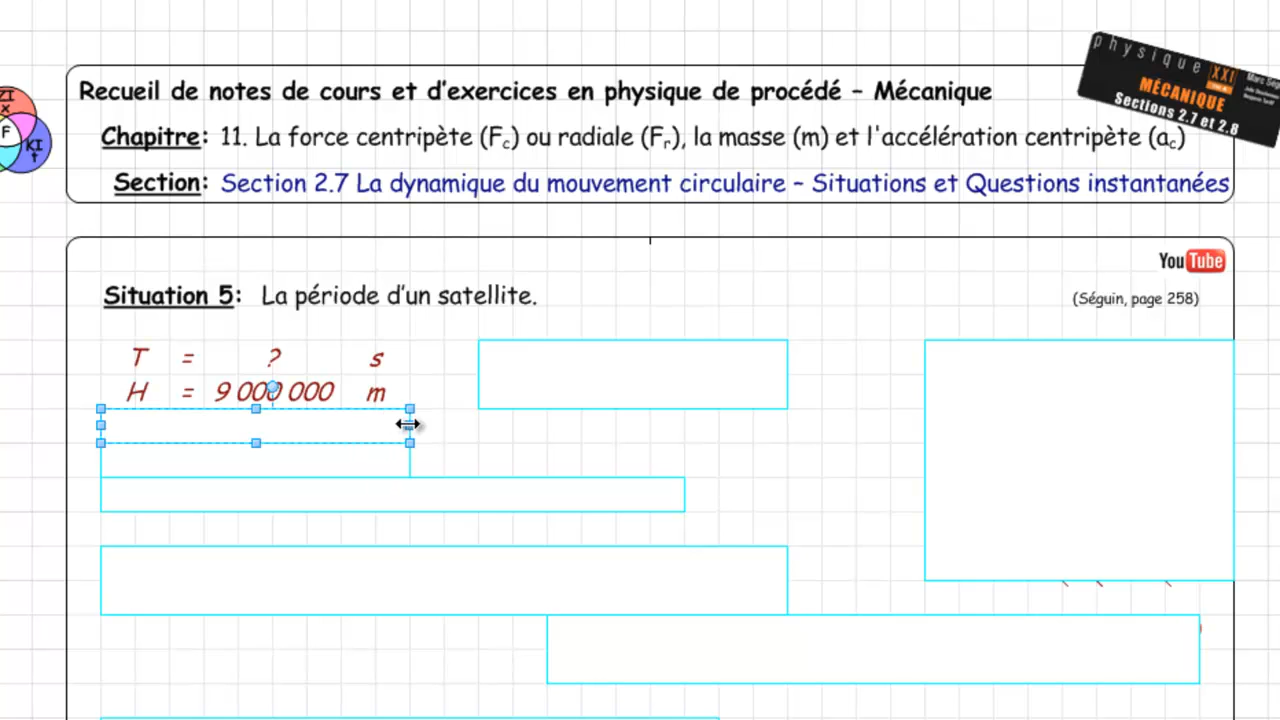 physique XXI
Marc Séguin
MÉCANIQUE
Sections 2.7 et 2.8
Recueil de notes de cours et d'exercices en physique de procédé – Mécanique
Chapitre: 11. La force centripète (Fc) ou radiale (Fr), la masse (m) et l'accélération centripète (ac)
Section: Section 2.7 La dynamique du mouvement circulaire – Situations et Questions instantanées
F
KI
t
YouTube
Situation 5: La période d'un satellite.
(Séguin, page 258)
T = ? s
H = 9 000 000 m